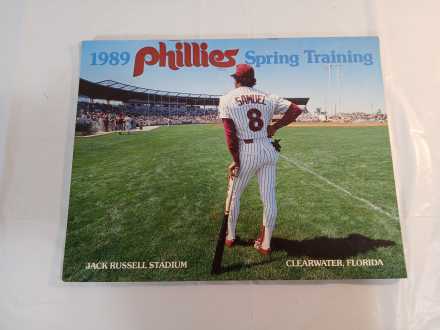 1989 Phillies Spring Training
SAMUEL
8
JACK RUSSELL STADIUM
CLEARWATER, FLORIDA